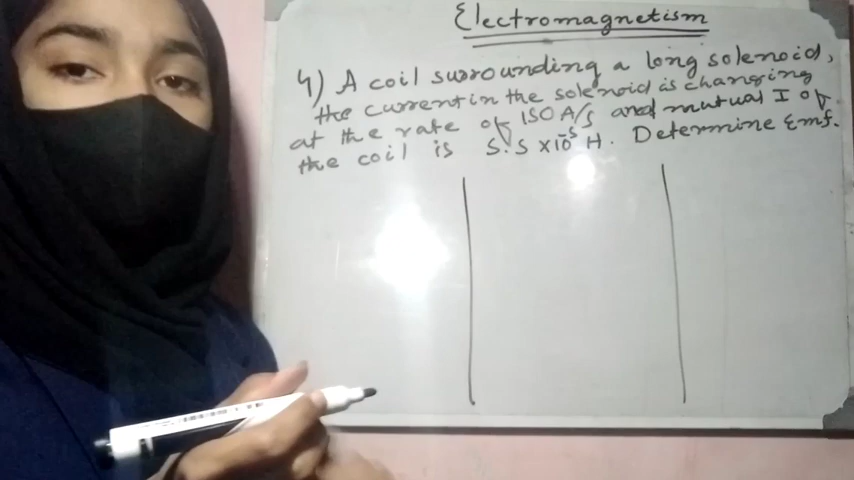 Electromagnetism
4) A coil surrounding a long solenoid,
the current in the solenoid is changing
at the rate of 150 A/s and mutual I of
the coil is 5.5 x10⁻⁵ H. Determine Emf.